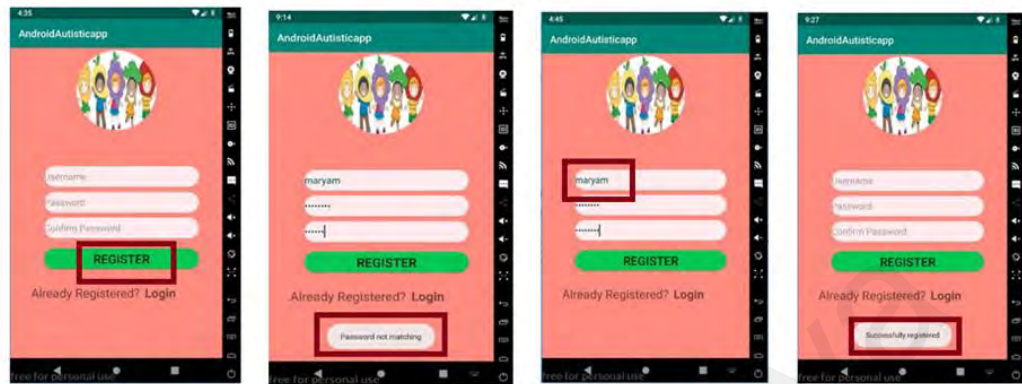 4:35
AndroidAutisticapp
Username
Password
Confirm Password
REGISTER
Already Registered? Login
free for personal use
9:14
AndroidAutisticapp
maryam
········
······
REGISTER
Already Registered? Login
Password not matching
free for personal use
4:45
AndroidAutisticapp
maryam
········
········
REGISTER
Already Registered? Login
free for personal use
9:27
AndroidAutisticapp
Username
Password
Confirm Password
REGISTER
Already Registered? Login
Successfully registered
free for personal use